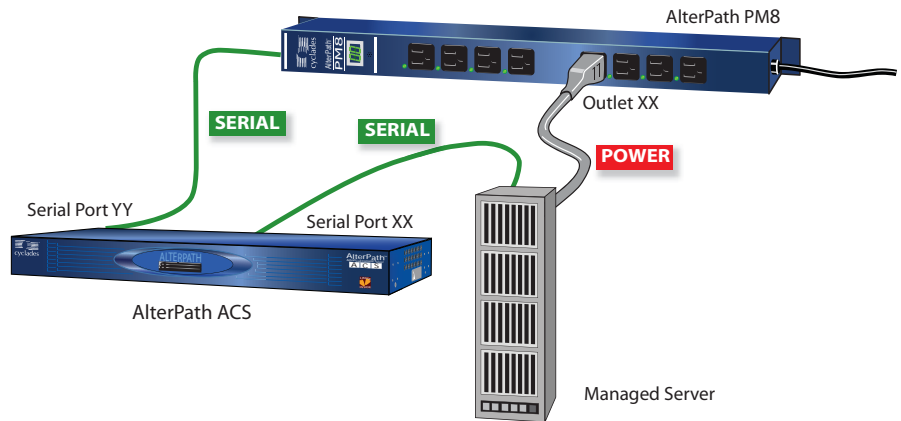 AlterPath PM8
cyclades
AlterPath
PM8
Outlet XX
SERIAL
SERIAL
POWER
Serial Port YY
Serial Port XX
cyclades
ALTERPATH
AlterPath
ACS
AlterPath ACS
Managed Server